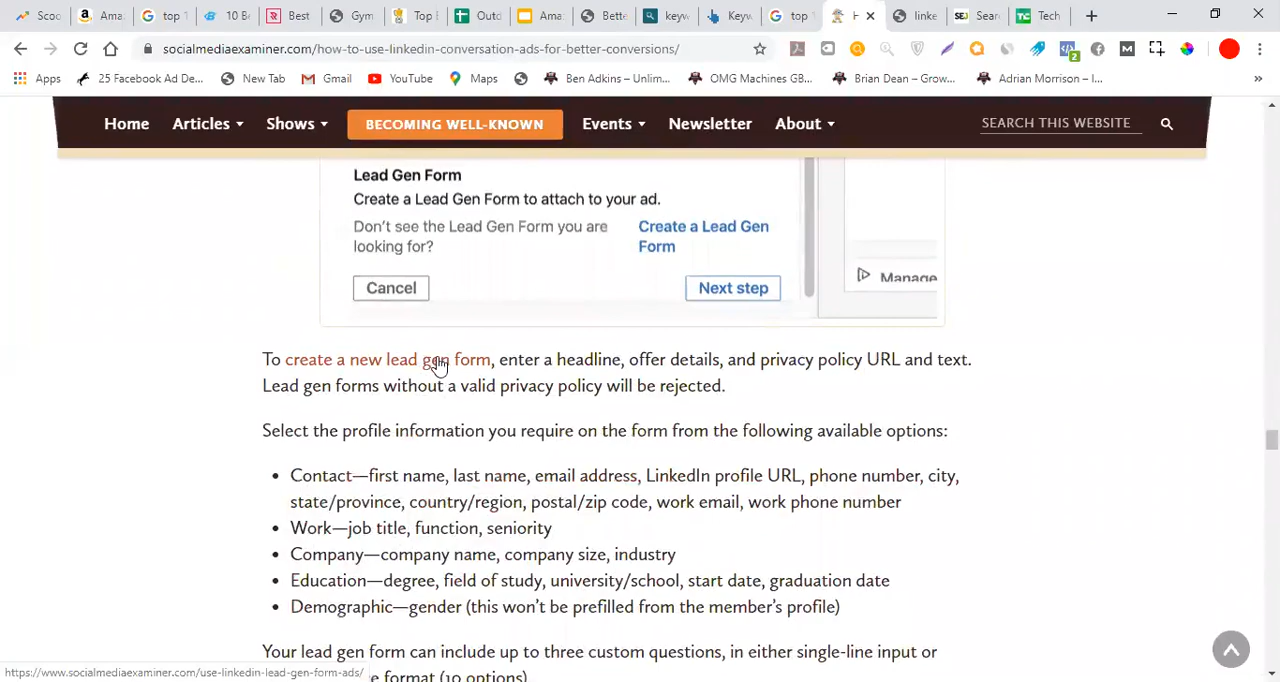 Scoo
Ama:
top 1
10 Be
Best
Gym
Top I
Outd
Ama:
Bette
keyw
Keyw
top 1
H
linke
Searc
Tech
socialmediaexaminer.com/how-to-use-linkedin-conversation-ads-for-better-conversions/
2
Apps
25 Facebook Ad De...
New Tab
Gmail
YouTube
Maps
Ben Adkins – Unlim...
OMG Machines GB...
Brian Dean – Grow...
Adrian Morrison – I...
Home
Articles
Shows
BECOMING WELL-KNOWN
Events
Newsletter
About
SEARCH THIS WEBSITE
Lead Gen Form
Create a Lead Gen Form to attach to your ad.
Don't see the Lead Gen Form you are
looking for?
Create a Lead Gen
Form
Cancel
Next step
Manage
To create a new lead gen form, enter a headline, offer details, and privacy policy URL and text.
Lead gen forms without a valid privacy policy will be rejected.
Select the profile information you require on the form from the following available options:
• Contact—first name, last name, email address, LinkedIn profile URL, phone number, city,
state/province, country/region, postal/zip code, work email, work phone number
• Work—job title, function, seniority
• Company—company name, company size, industry
• Education—degree, field of study, university/school, start date, graduation date
• Demographic—gender (this won't be prefilled from the member's profile)
Your lead gen form can include up to three custom questions, in either single-line input or
e format (10 options).
https://www.socialmediaexaminer.com/use-linkedin-lead-gen-form-ads/